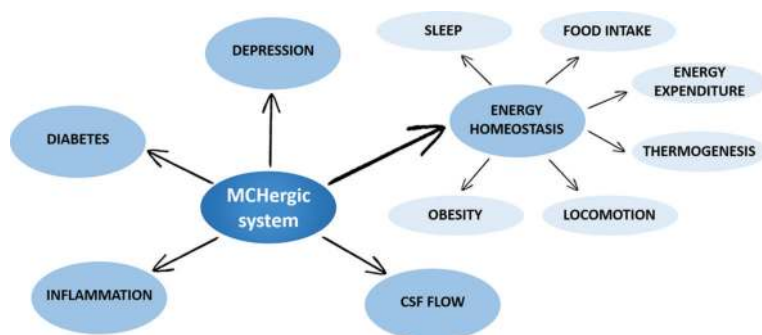 DEPRESSION
SLEEP
FOOD INTAKE
ENERGY
EXPENDITURE
ENERGY
HOMEOSTASIS
DIABETES
THERMOGENESIS
MCHergic
system
OBESITY
LOCOMOTION
INFLAMMATION
CSF FLOW